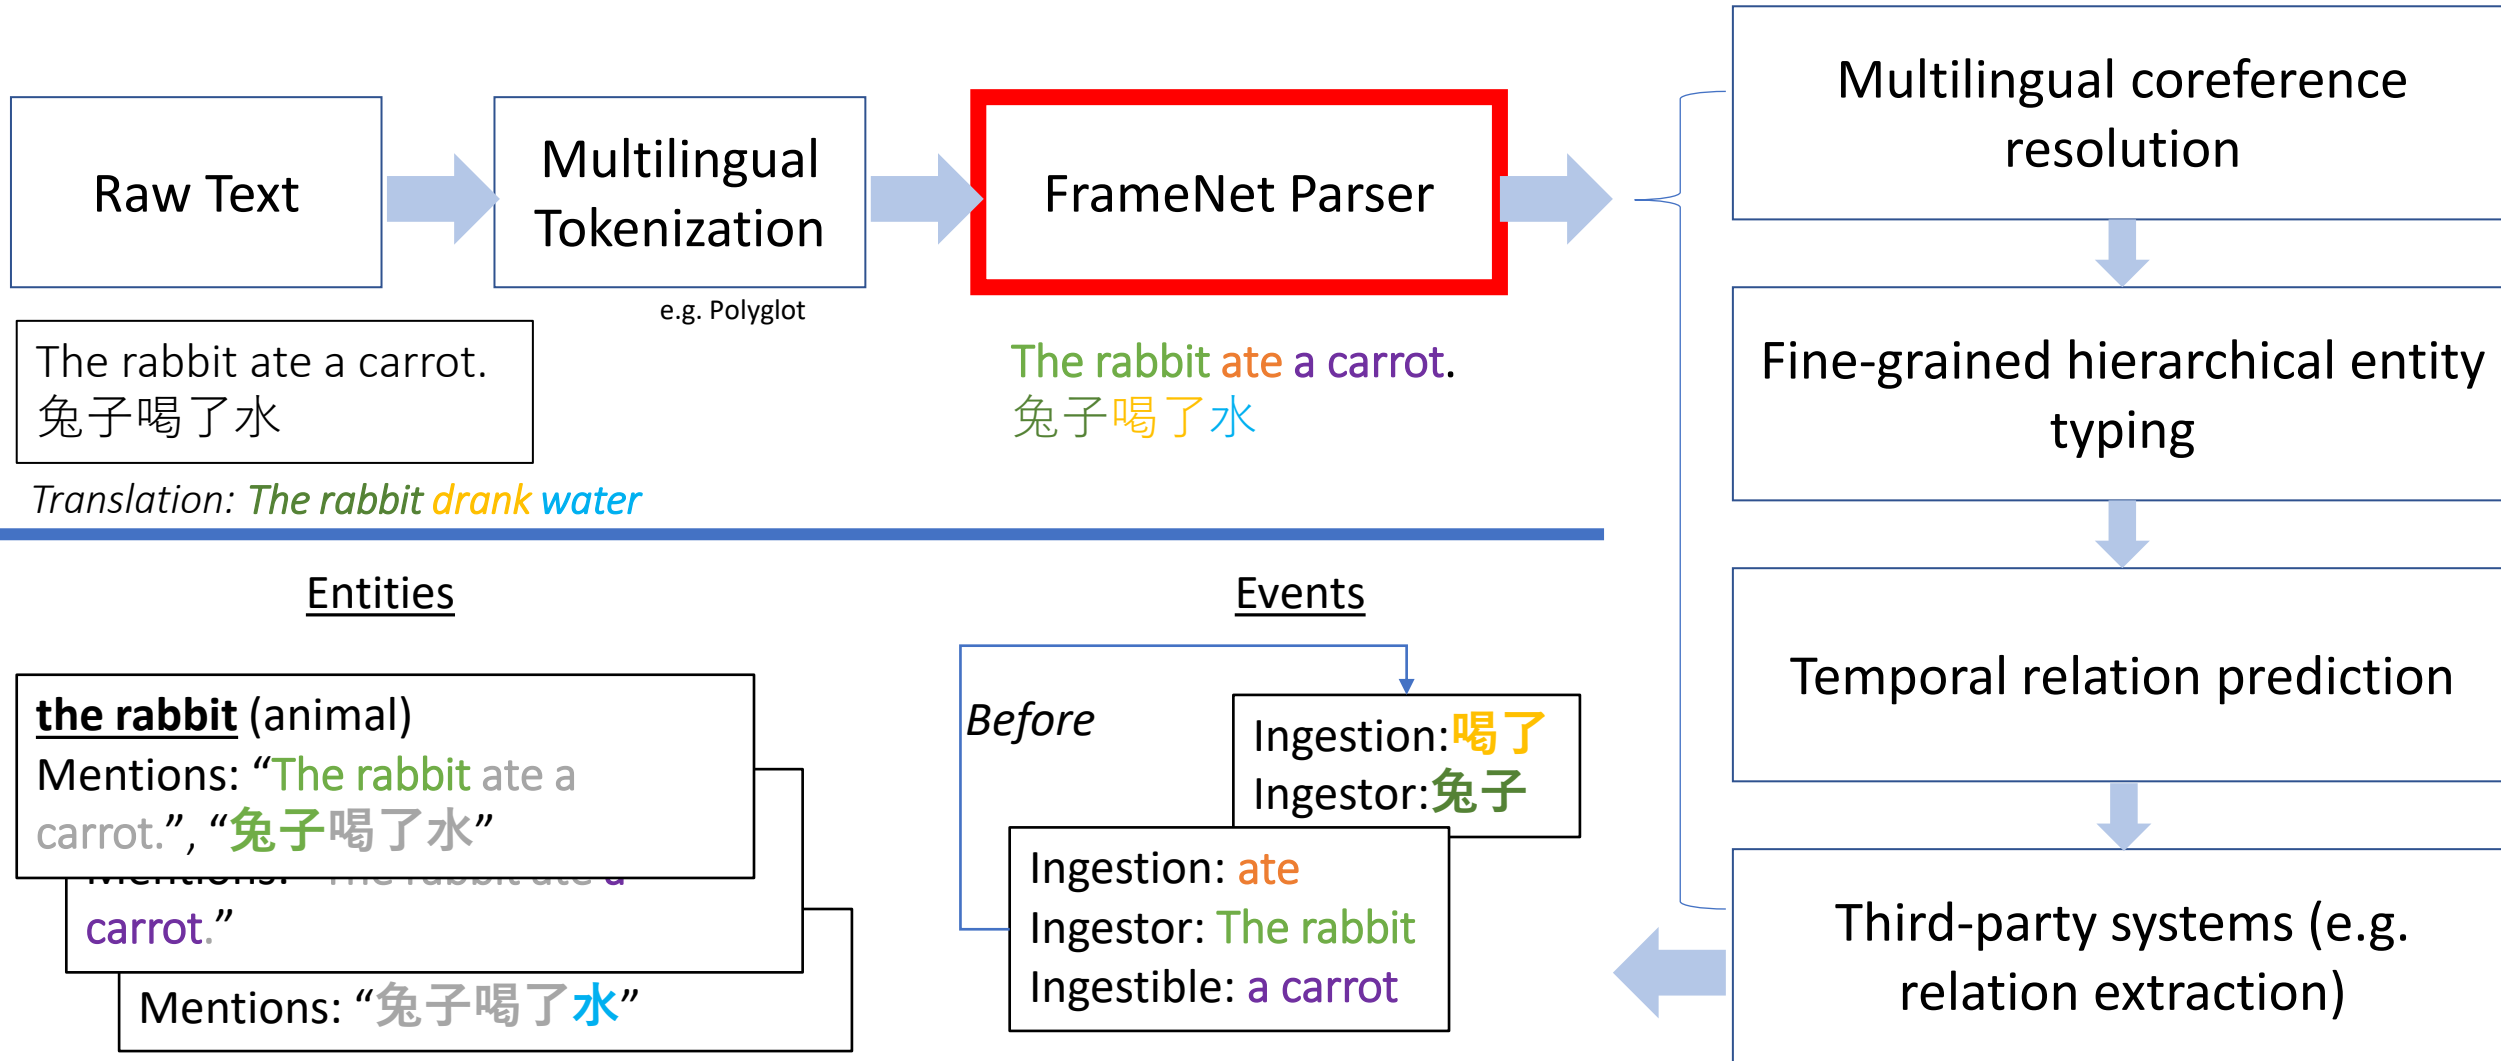 Raw Text
Multilingual
Tokenization
e.g. Polyglot
FrameNet Parser
The rabbit ate a carrot.
兔子喝了水
Translation: The rabbit drank water
The rabbit ate a carrot.
兔子喝了水
Multilingual coreference
resolution
Fine-grained hierarchical entity
typing
Temporal relation prediction
Third-party systems (e.g.
relation extraction)
Entities
the rabbit (animal)
Mentions: “The rabbit ate a
carrot.”, “兔子喝了水”
Mentions: “The rabbit ate a
carrot.”
Mentions: “兔子喝了水”
Events
Before
Ingestion:喝了
Ingestor:兔子
Ingestion: ate
Ingestor: The rabbit
Ingestible: a carrot